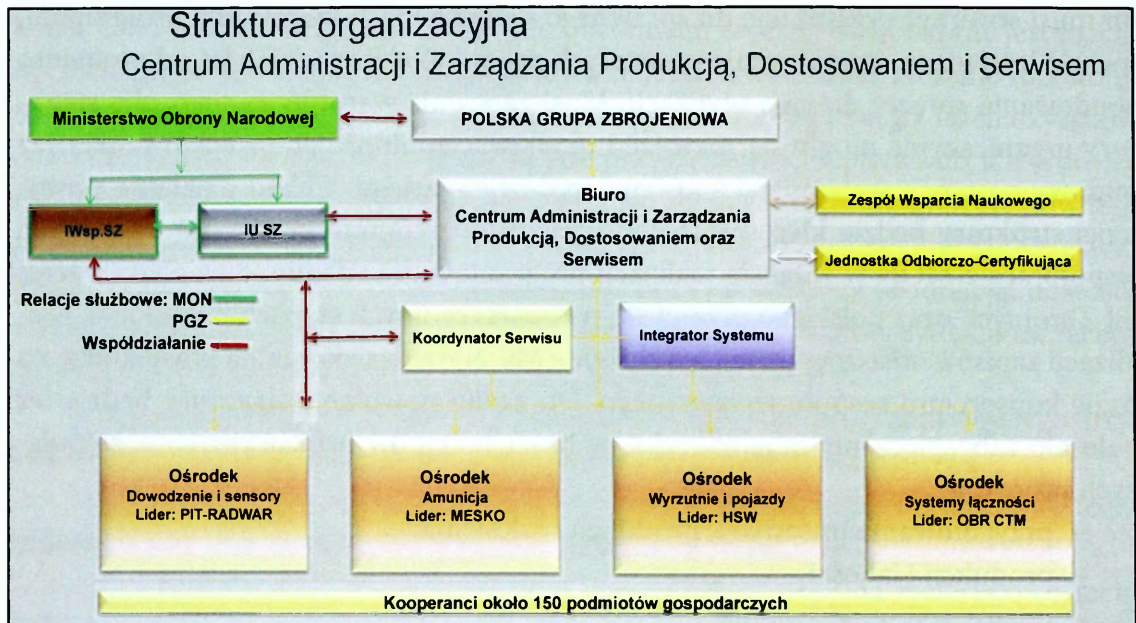 Struktura organizacyjna
Centrum Administracji i Zarządzania Produkcją, Dostosowaniem i Serwisem
Ministerstwo Obrony Narodowej
POLSKA GRUPA ZBROJENIOWA
IWsp.SZ
IU SZ
Biuro
Centrum Administracji i Zarządzania
Produkcją, Dostosowaniem oraz
Serwisem
Zespół Wsparcia Naukowego
Jednostka Odbiorczo-Certyfikująca
Relacje służbowe: MON
PGZ
Współdziałanie
Koordynator Serwisu
Integrator Systemu
Ośrodek
Dowodzenie i sensory
Lider: PIT-RADWAR
Ośrodek
Amunicja
Lider: MESKO
Ośrodek
Wyrzutnie i pojazdy
Lider: HSW
Ośrodek
Systemy łączności
Lider: OBR CTM
Kooperanci około 150 podmiotów gospodarczych